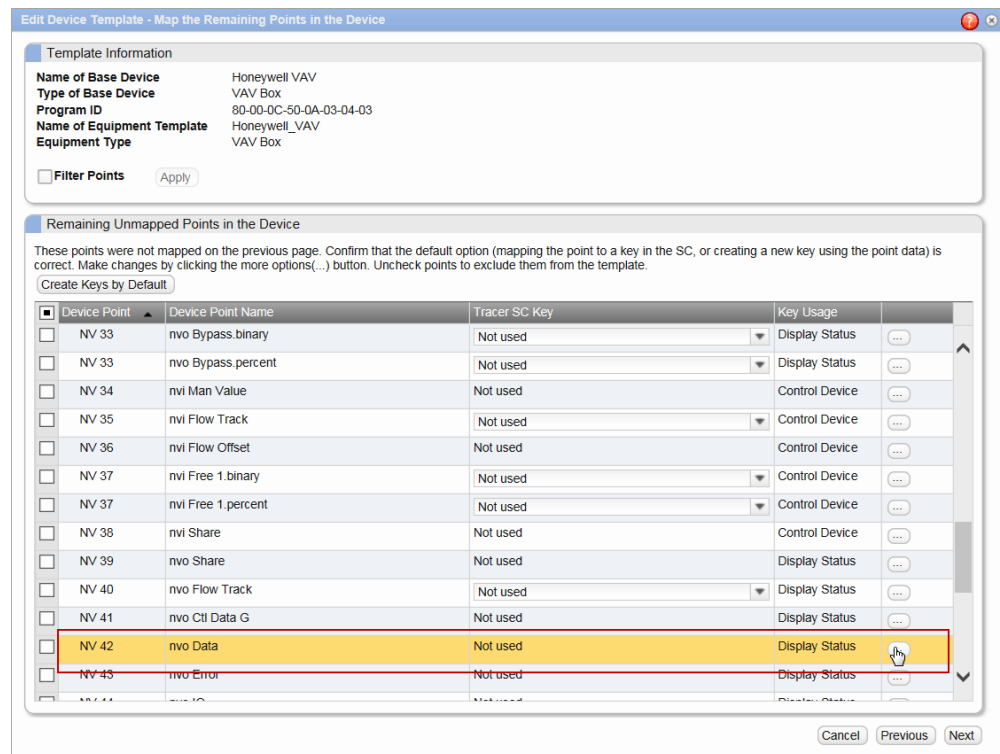 Edit Device Template - Map the Remaining Points in the Device
Template Information
Name of Base Device Honeywell VAV
Type of Base Device VAV Box
Program ID 80-00-0C-50-0A-03-04-03
Name of Equipment Template Honeywell_VAV
Equipment Type VAV Box
Filter Points Apply
Remaining Unmapped Points in the Device
These points were not mapped on the previous page. Confirm that the default option (mapping the point to a key in the SC, or creating a new key using the point data) is
correct. Make changes by clicking the more options(...) button. Uncheck points to exclude them from the template.
Create Keys by Default
Device Point Device Point Name Tracer SC Key Key Usage
NV 33 nvo Bypass.binary Not used Display Status ...
NV 33 nvo Bypass.percent Not used Display Status ...
NV 34 nvi Man Value Not used Control Device ...
NV 35 nvi Flow Track Not used Control Device ...
NV 36 nvi Flow Offset Not used Control Device ...
NV 37 nvi Free 1.binary Not used Control Device ...
NV 37 nvi Free 1.percent Not used Control Device ...
NV 38 nvi Share Not used Control Device ...
NV 39 nvo Share Not used Display Status ...
NV 40 nvo Flow Track Not used Display Status ...
NV 41 nvo Ctl Data G Not used Display Status ...
NV 42 nvo Data Not used Display Status
NV 43 nvo Error Not used Display Status ...
Cancel Previous Next